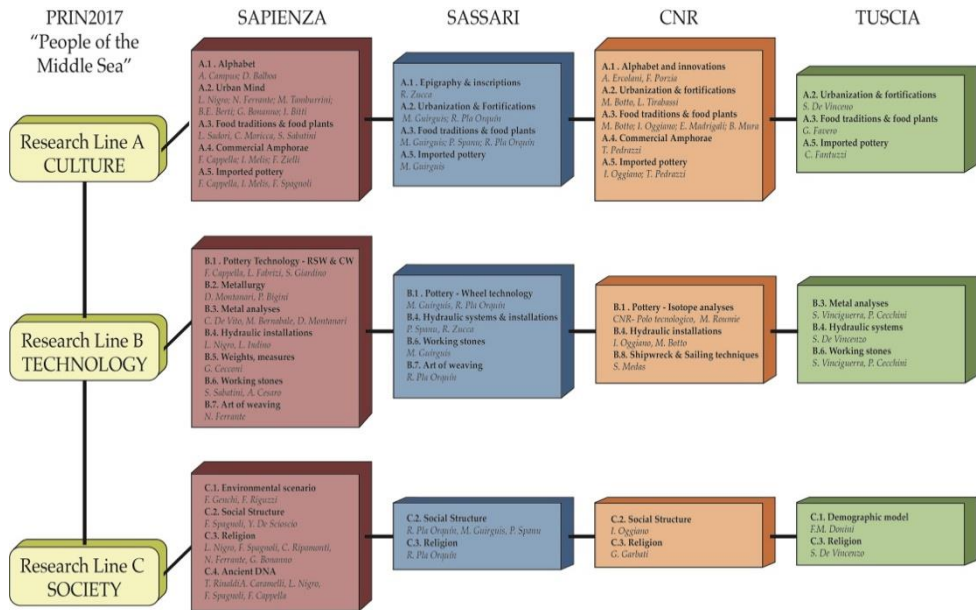 PRIN2017
"People of the
Middle Sea"
SAPIENZA
SASSARI
CNR
TUSCIA
Research Line A
CULTURE
A.1 . Alphabet
A. Campus; D. Balboa
A.2. Urban Mind
L. Nigro; N. Ferrante; M. Tamburrini;
B.E. Berti; G. Bonanno; I. Bitti
A.3 Food traditions & food plants
L. Sadori, C. Moricca, S. Sabatini
A.4. Commercial Amphorae
F. Cappella; I. Melis; F. Zielli
A.5. Imported pottery
F. Cappella, I. Melis, F. Spagnoli
A.1 . Epigraphy & inscriptions
R. Zucca
A.2. Urbanization & Fortifications
M. Guirguis; R. Pla Orquín
A.3. Food traditions & food plants
M. Guirguis; P. Spanu; R. Pla Orquín
A.5. Imported pottery
M. Guirguis
A.1 . Alphabet and innovations
A. Ercolani, F. Porzia
A.2. Urbanization & fortifications
M. Botto, L. Tirabassi
A.3. Food traditions & food plants
M. Botto; I. Oggiano; E. Madrigali; B. Mura
A.4. Commercial Amphorae
T. Pedrazzi
A.5. Imported pottery
I. Oggiano; T. Pedrazzi
A.2. Urbanization & fortifications
S. De Vinceno
A.3. Food traditions & food plants
G. Favero
A.5. Imported pottery
C. Fantuzzi
Research Line B
TECHNOLOGY
B.1 . Pottery Technology - RSW & CW
F. Cappella, L. Fabrizi, S. Giardino
B.2. Metallurgy
D. Montanari, P. Bigini
B.3. Metal analyses
C. De Vito, M. Bernabale, D. Montanari
B.4. Hydraulic installations
L. Nigro, L. Indino
B.5. Weights, measures
G. Cecconi
B.6. Working stones
S. Sabatini, A. Cesaro
B.7. Art of weaving
N. Ferrante
B.1 . Pottery - Wheel technology
M. Guirguis, R. Pla Orquín
B.4. Hydraulic systems & installations
P. Spanu, R. Zucca
B.6. Working stones
M. Guirguis
B.7. Art of weaving
R. Pla Orquín
B.1 . Pottery - Isotope analyses
CNR- Polo tecnologico, M. Rennie
B.4. Hydraulic installations
I. Oggiano, M. Botto
B.8. Shipwreck & Sailing techniques
S. Medas
B.3. Metal analyses
S. Vinciguerra, P. Cecchini
B.4. Hydraulic systems
S. De Vincenzo
B.6. Working stones
S. Vinciguerra, P. Cecchini
Research Line C
SOCIETY
C.1. Environmental scenario
F. Genchi, F. Rigazzi
C.2. Social Structure
F. Spagnoli, Y. De Scioscio
C.3. Religion
L. Nigro, F. Spagnoli, C. Ripamonti,
N. Ferrante, G. Bonanno
C.4. Ancient DNA
T. RinaldiA. Caramelli, L. Nigro,
F. Spagnoli, F. Cappella
C.2. Social Structure
R. Pla Orquín, M. Guirguis, P. Spanu
C.3. Religion
R. Pla Orquín
C.2. Social Structure
I. Oggiano
C.3. Religion
G. Garbati
C.1. Demographic model
F.M. Donini
C.3. Religion
S. De Vincenzo